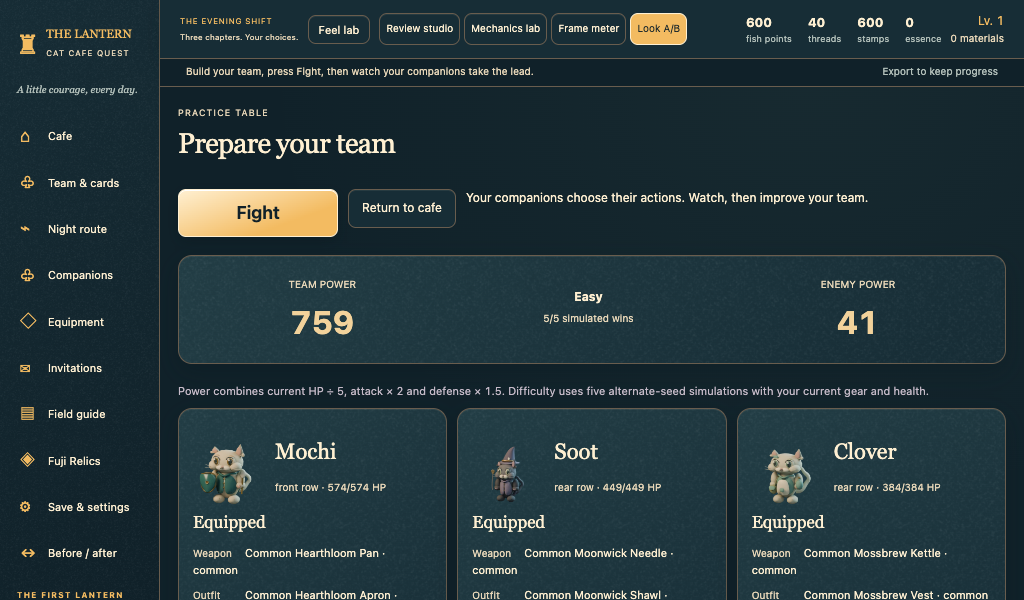 THE LANTERN
CAT CAFE QUEST
A little courage, every day.
Cafe
Team & cards
Night route
Companions
Equipment
Invitations
Field guide
Fuji Relics
Save & settings
Before / after
THE FIRST LANTERN
THE EVENING SHIFT
Three chapters. Your choices.
Feel lab
Review studio
Mechanics lab
Frame meter
Look A/B
600
fish points
40
threads
600
stamps
0
essence
Lv. 1
0 materials
Build your team, press Fight, then watch your companions take the lead.
Export to keep progress
PRACTICE TABLE
Prepare your team
Fight
Return to cafe
Your companions choose their actions. Watch, then improve your team.
TEAM POWER
759
Easy
5/5 simulated wins
ENEMY POWER
41
Power combines current HP ÷ 5, attack × 2 and defense × 1.5. Difficulty uses five alternate-seed simulations with your current gear and health.
Mochi
front row · 574/574 HP
Equipped
Weapon Common Hearthloom Pan ·
common
Outfit Common Hearthloom Apron ·
Soot
rear row · 449/449 HP
Equipped
Weapon Common Moonwick Needle ·
common
Outfit Common Moonwick Shawl ·
Clover
rear row · 384/384 HP
Equipped
Weapon Common Mossbrew Kettle ·
common
Outfit Common Mossbrew Vest · common